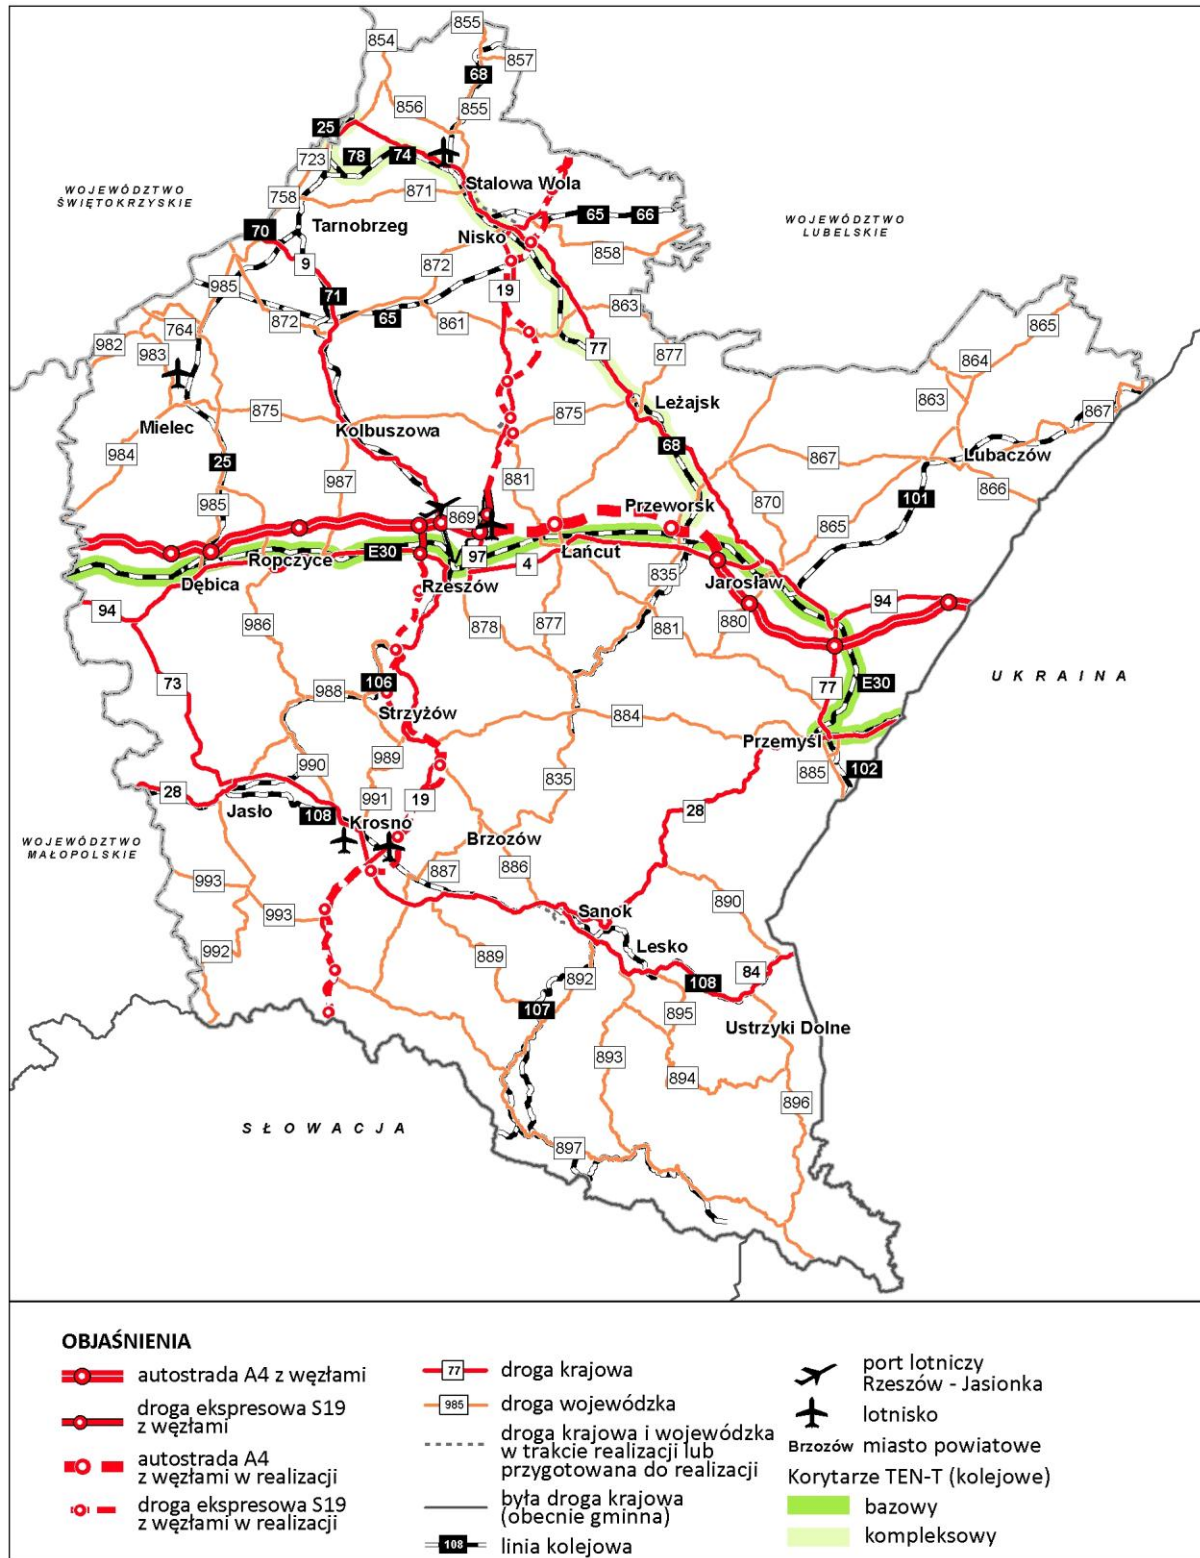 855
854
857
68
856
855
25
723
78
74
WOJEWÓDZTWO
ŚWIĘTOKRZYSKIE
758
871
Stalowa Wola
65
66
WOJEWÓDZTWO
LUBELSKIE
70
Tarnobrzeg
Nisko
9
872
858
985
71
19
872
65
861
863
865
764
982
983
77
877
864
863
Leżajsk
867
Mielec
875
Kolbuszowa
875
984
25
68
867
Lubaczów
987
881
985
Przeworsk
870
866
101
869
865
Ropczyce
E30
97
4
Łańcut
Dębica
Rzeszów
835
Jarosław
94
94
986
878
877
881
880
73
106
988
E30
UKRAINA
Strzyżów
77
884
Przemyśl
989
990
835
885
102
28
991
19
28
Jasło
108
Krosno
Brzozów
WOJEWÓDZTWO
MAŁOPOLSKIE
887
886
993
993
890
Sanok
Lesko
992
889
892
84
108
107
895
Ustrzyki Dolne
893
894
896
SŁOWACJA
897
OBJAŚNIENIA
autostrada A4 z węzłami
droga ekspresowa S19
z węzłami
autostrada A4
z węzłami w realizacji
droga ekspresowa S19
z węzłami w realizacji
77 droga krajowa
985 droga wojewódzka
droga krajowa i wojewódzka
w trakcie realizacji lub
przygotowana do realizacji
była droga krajowa
(obecnie gminna)
108 linia kolejowa
port lotniczy
Rzeszów - Jasionka
lotnisko
Brzozów miasto powiatowe
Korytarze TEN-T (kolejowe)
bazowy
kompleksowy